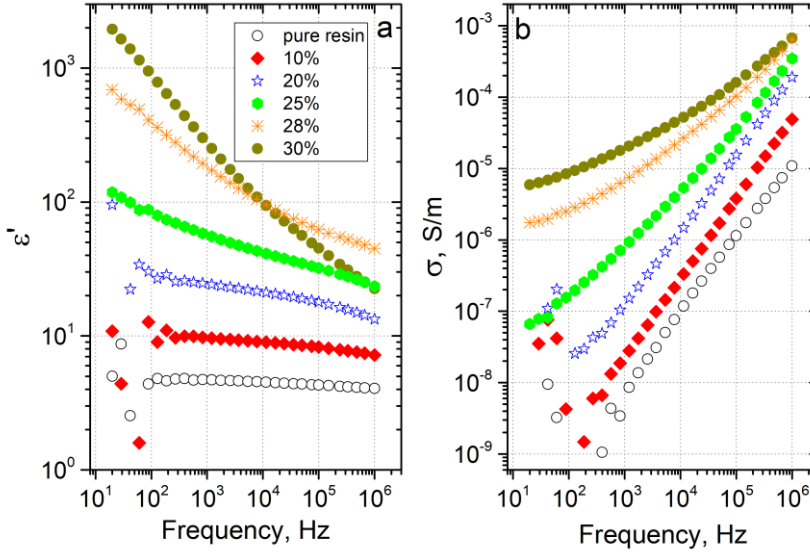 a
pure resin
10%
20%
25%
28%
30%
10³
10²
10¹
10⁰
ε'
10¹ 10² 10³ 10⁴ 10⁵ 10⁶
Frequency, Hz
b
10⁻³
10⁻⁴
10⁻⁵
10⁻⁶
10⁻⁷
10⁻⁸
10⁻⁹
σ, S/m
10¹ 10² 10³ 10⁴ 10⁵ 10⁶
Frequency, Hz